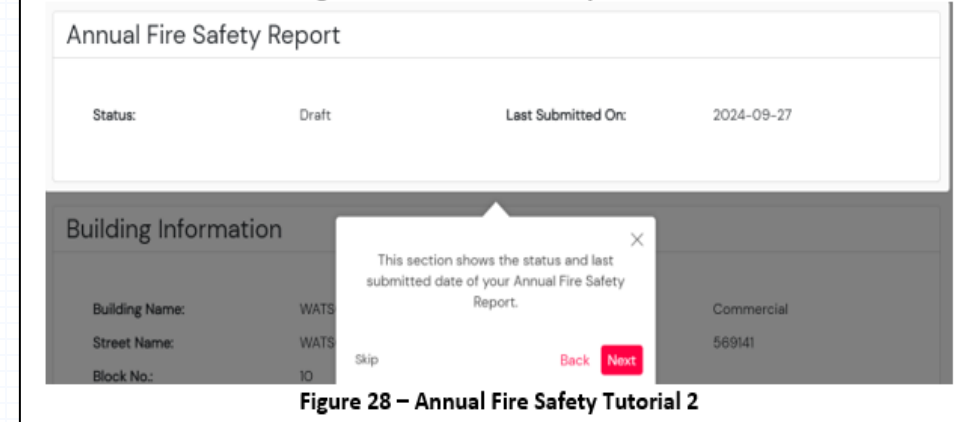 Annual Fire Safety Report
Status: Draft Last Submitted On: 2024-09-27
Building Information
This section shows the status and last
submitted date of your Annual Fire Safety
Report.
Building Name: WATS Commercial
Street Name: WATS 569141
Block No.: 10
Skip Back Next
Figure 28 – Annual Fire Safety Tutorial 2